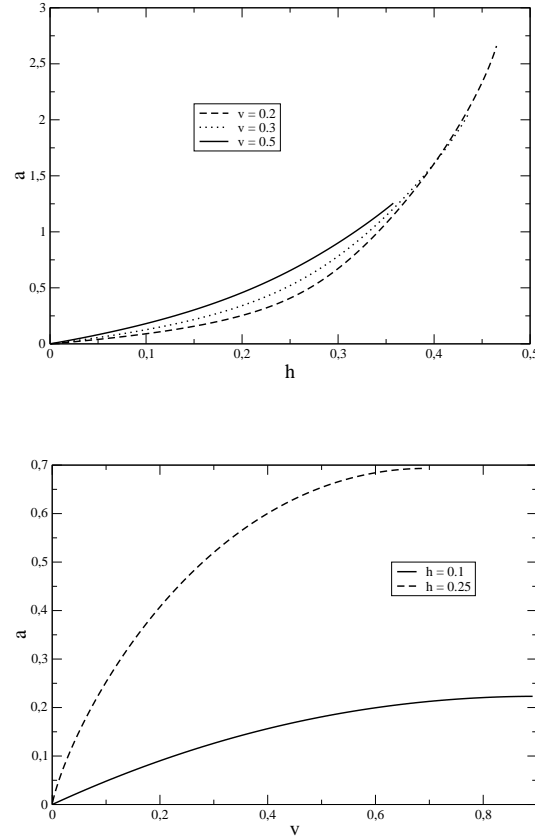 3
2,5
2
1,5
1
0,5
0
a
v = 0.2
v = 0.3
v = 0.5
0 0,1 0,2 0,3 0,4 0,5
h
0,7
0,6
0,5
0,4
0,3
0,2
0,1
0
a
h = 0.1
h = 0.25
0 0,2 0,4 0,6 0,8
v